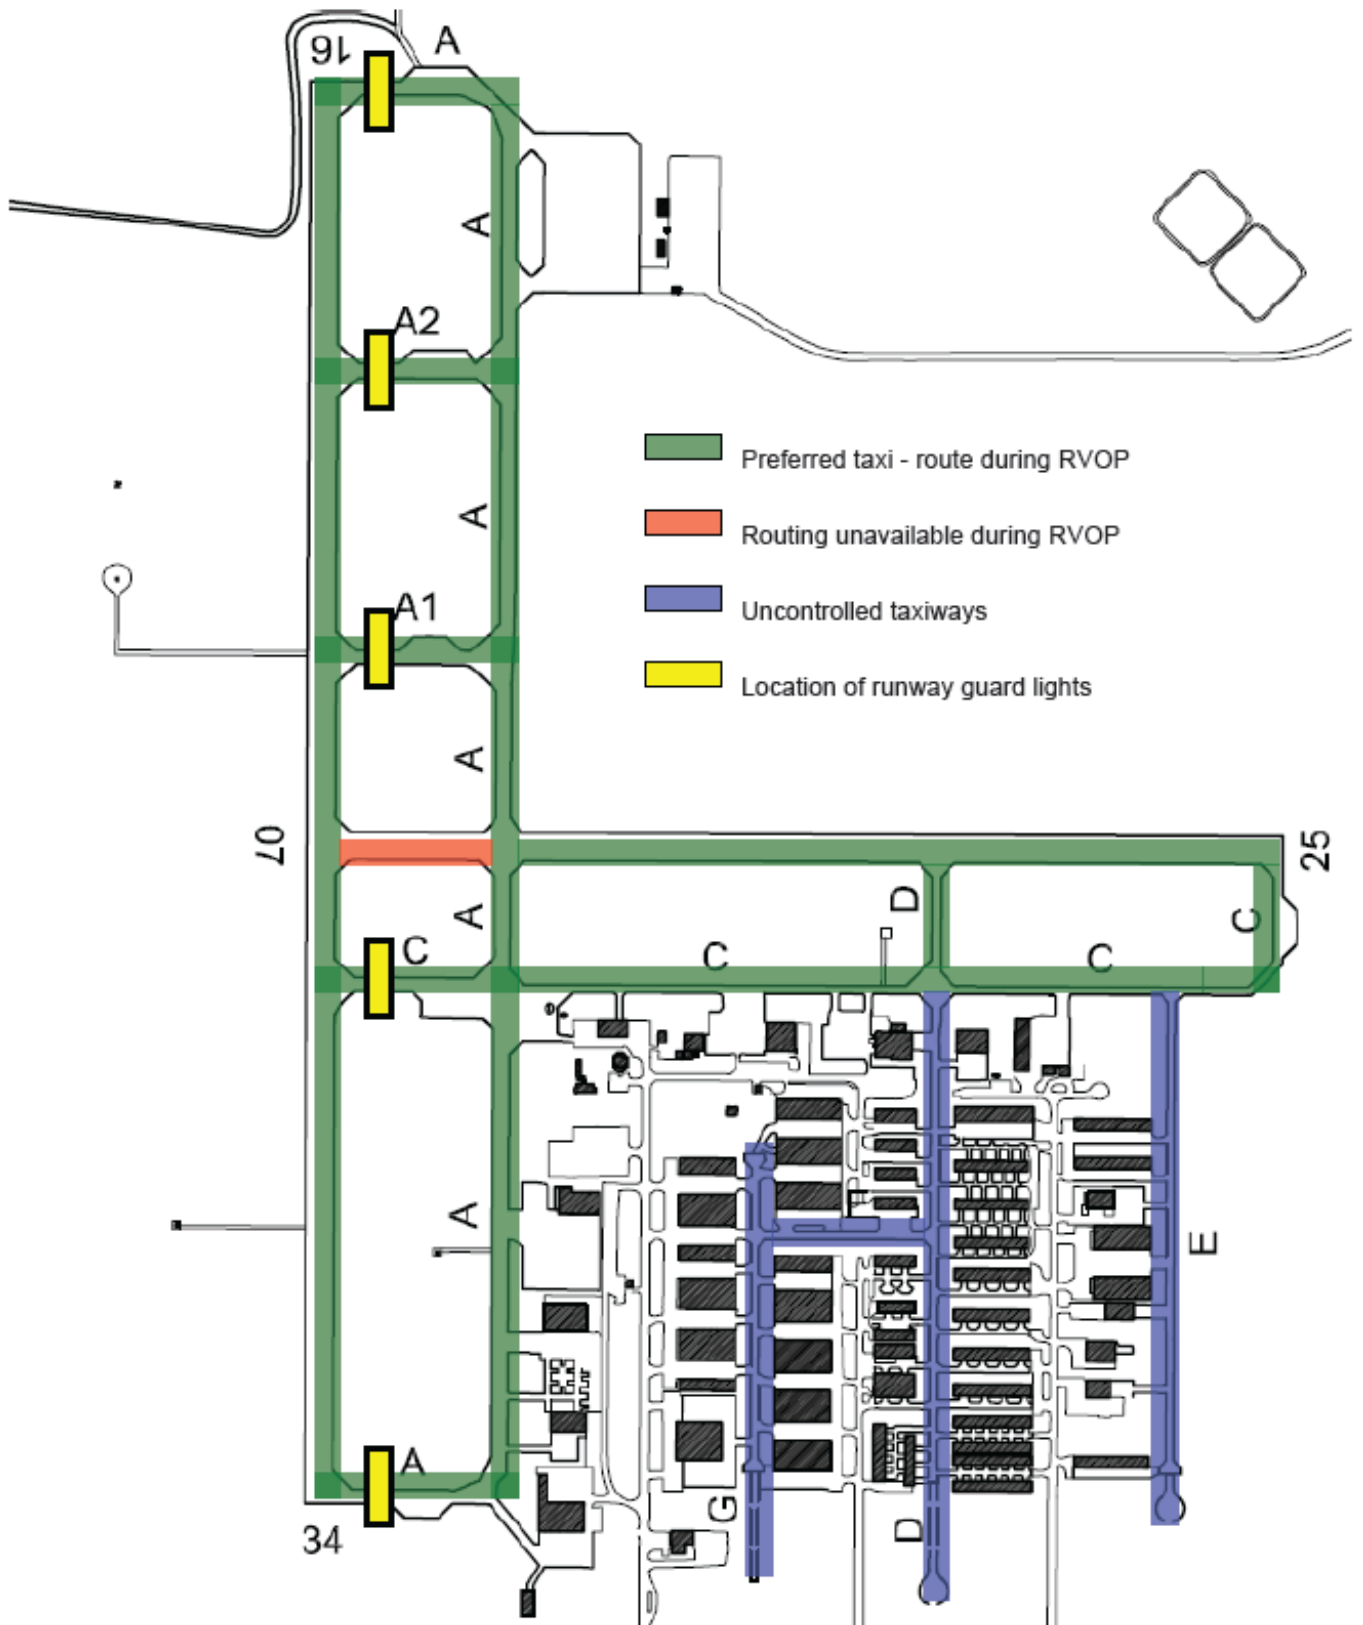 16
A
A
A2
A
Preferred taxi - route during RVOP
Routing unavailable during RVOP
Uncontrolled taxiways
A1
Location of runway guard lights
A
07
25
A
D
C
C
C
C
A
E
A
G
D
34